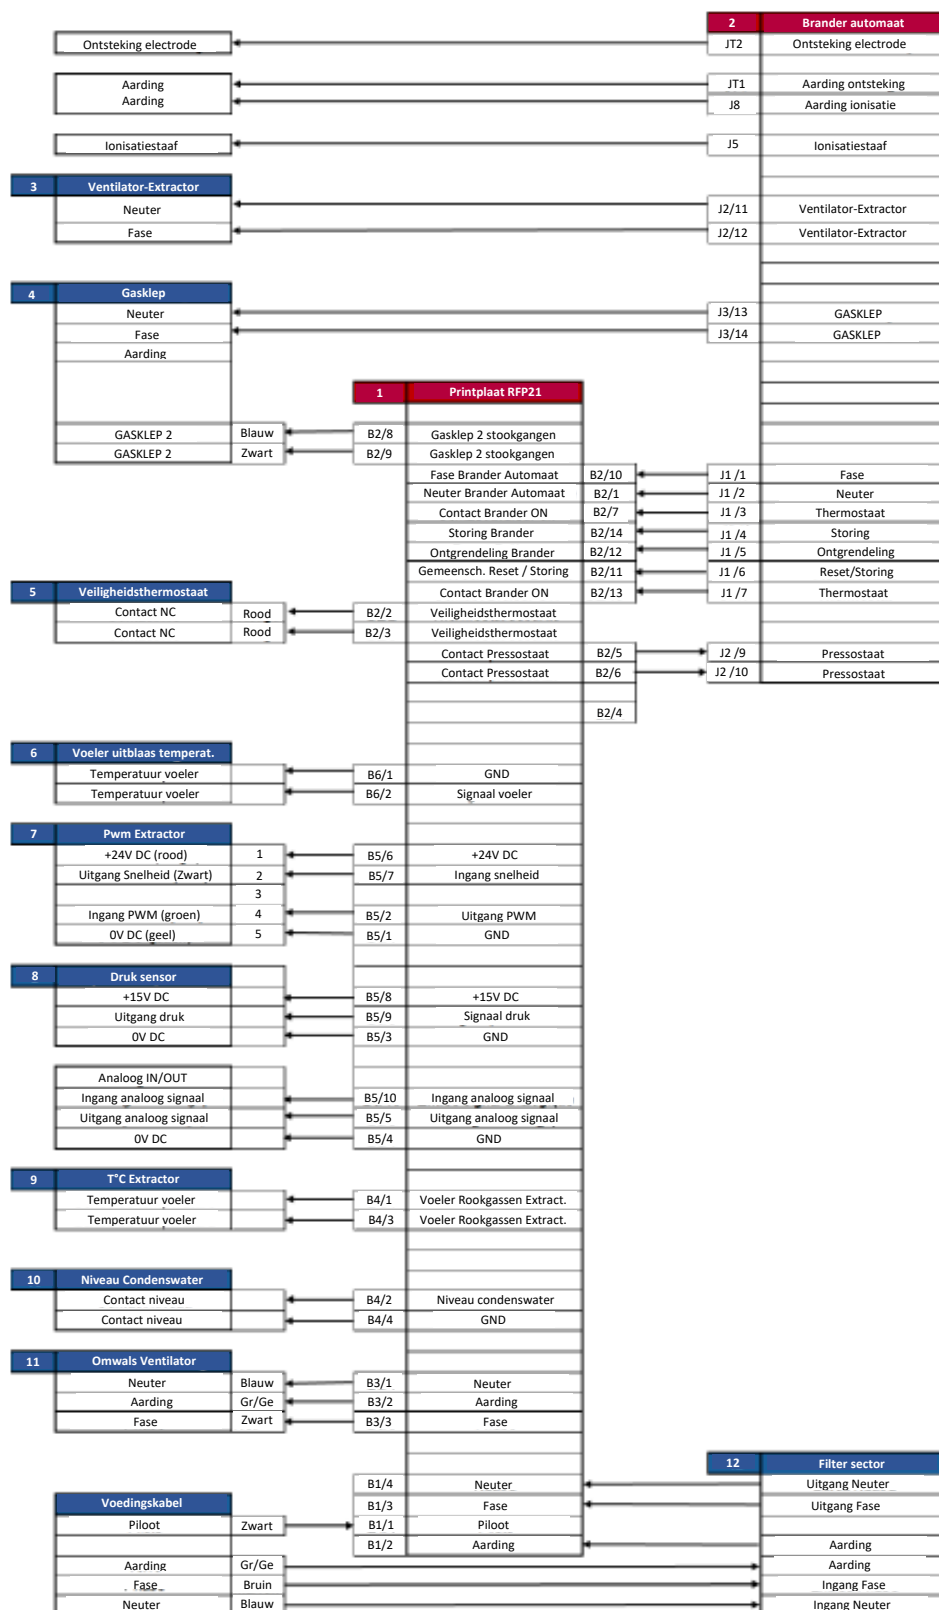 2 Brander automaat
Ontsteking electrode JT2 Ontsteking electrode
Aarding JT1 Aarding ontsteking
Aarding J8 Aarding ionisatie
Ionisatiestaaf J5 Ionisatiestaaf
3 Ventilator-Extractor
Neuter J2/11 Ventilator-Extractor
Fase J2/12 Ventilator-Extractor
4 Gasklep
Neuter J3/13 GASKLEP
Fase J3/14 GASKLEP
Aarding
1 Printplaat RFP21
GASKLEP 2 Blauw B2/8 Gasklep 2 stookgangen
GASKLEP 2 Zwart B2/9 Gasklep 2 stookgangen
Fase Brander Automaat B2/10 J1 /1 Fase
Neuter Brander Automaat B2/1 J1 /2 Neuter
Contact Brander ON B2/7 J1 /3 Thermostaat
Storing Brander B2/14 J1 /4 Storing
Ontgrendeling Brander B2/12 J1 /5 Ontgrendeling
Gemeensch. Reset / Storing B2/11 J1 /6 Reset/Storing
5 Veiligheidsthermostaat Contact Brander ON B2/13 J1 /7 Thermostaat
Contact NC Rood B2/2 Veiligheidsthermostaat
Contact NC Rood B2/3 Veiligheidsthermostaat
Contact Pressostaat B2/5 J2 /9 Pressostaat
Contact Pressostaat B2/6 J2 /10 Pressostaat
B2/4
6 Voeler uitblaas temperat.
Temperatuur voeler B6/1 GND
Temperatuur voeler B6/2 Signaal voeler
7 Pwm Extractor
+24V DC (rood) 1 B5/6 +24V DC
Uitgang Snelheid (Zwart) 2 B5/7 Ingang snelheid
3
Ingang PWM (groen) 4 B5/2 Uitgang PWM
0V DC (geel) 5 B5/1 GND
8 Druk sensor
+15V DC B5/8 +15V DC
Uitgang druk B5/9 Signaal druk
0V DC B5/3 GND
Analoog IN/OUT
Ingang analoog signaal B5/10 Ingang analoog signaal
Uitgang analoog signaal B5/5 Uitgang analoog signaal
0V DC B5/4 GND
9 T°C Extractor
Temperatuur voeler B4/1 Voeler Rookgassen Extract.
Temperatuur voeler B4/3 Voeler Rookgassen Extract.
10 Niveau Condenswater
Contact niveau B4/2 Niveau condenswater
Contact niveau B4/4 GND
11 Omwals Ventilator
Neuter Blauw B3/1 Neuter
Aarding Gr/Ge B3/2 Aarding
Fase Zwart B3/3 Fase
12 Filter sector
B1/4 Neuter Uitgang Neuter
Voedingskabel B1/3 Fase Uitgang Fase
Piloot Zwart B1/1 Piloot
B1/2 Aarding Aarding
Aarding Gr/Ge Aarding
Fase Bruin Ingang Fase
Neuter Blauw Ingang Neuter